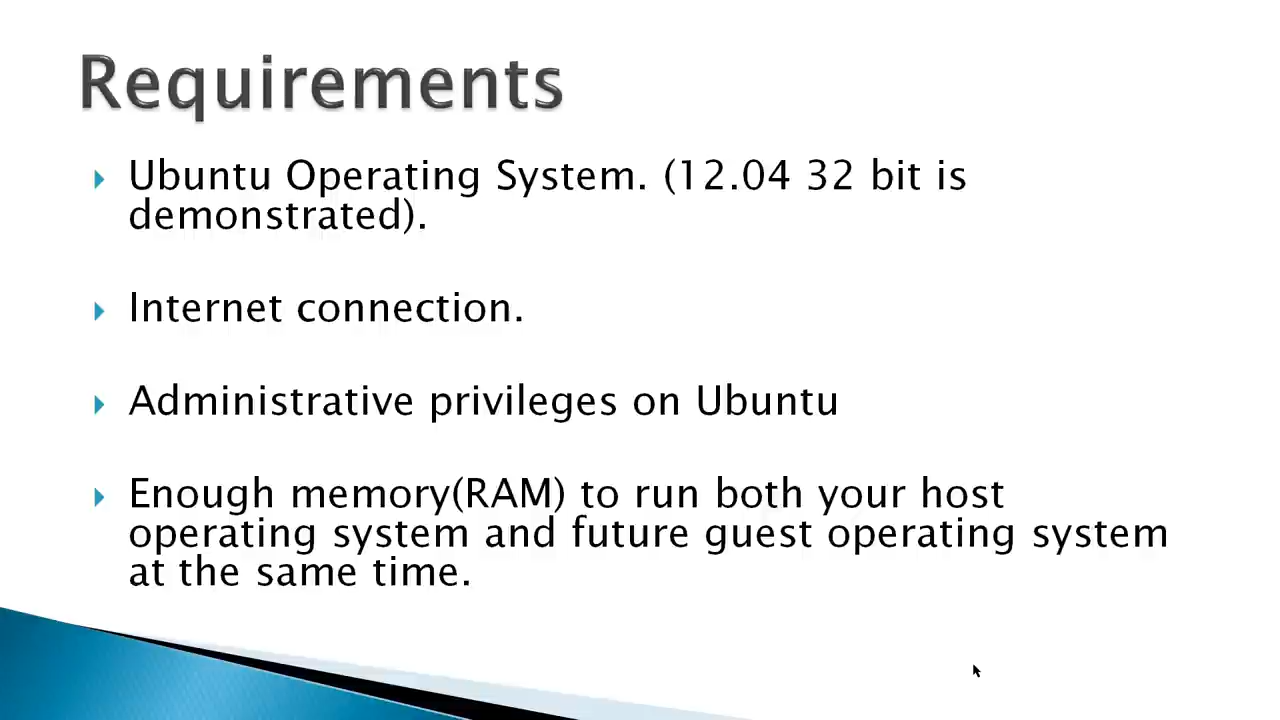 Requirements
Ubuntu Operating System. (12.04 32 bit is
demonstrated).
Internet connection.
Administrative privileges on Ubuntu
Enough memory(RAM) to run both your host
operating system and future guest operating system
at the same time.